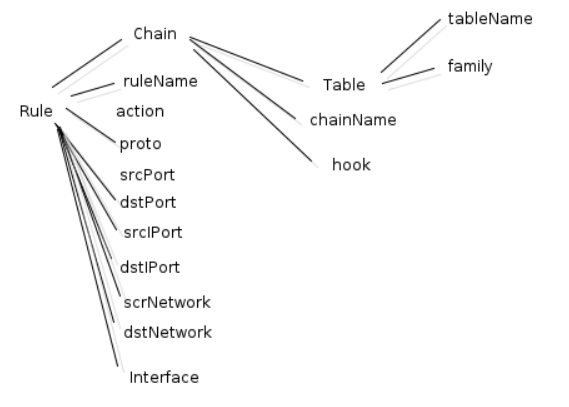 Chain
tableName
family
Table
chainName
hook
Rule
ruleName
action
proto
srcPort
dstPort
srcIPort
dstIPort
scrNetwork
dstNetwork
Interface